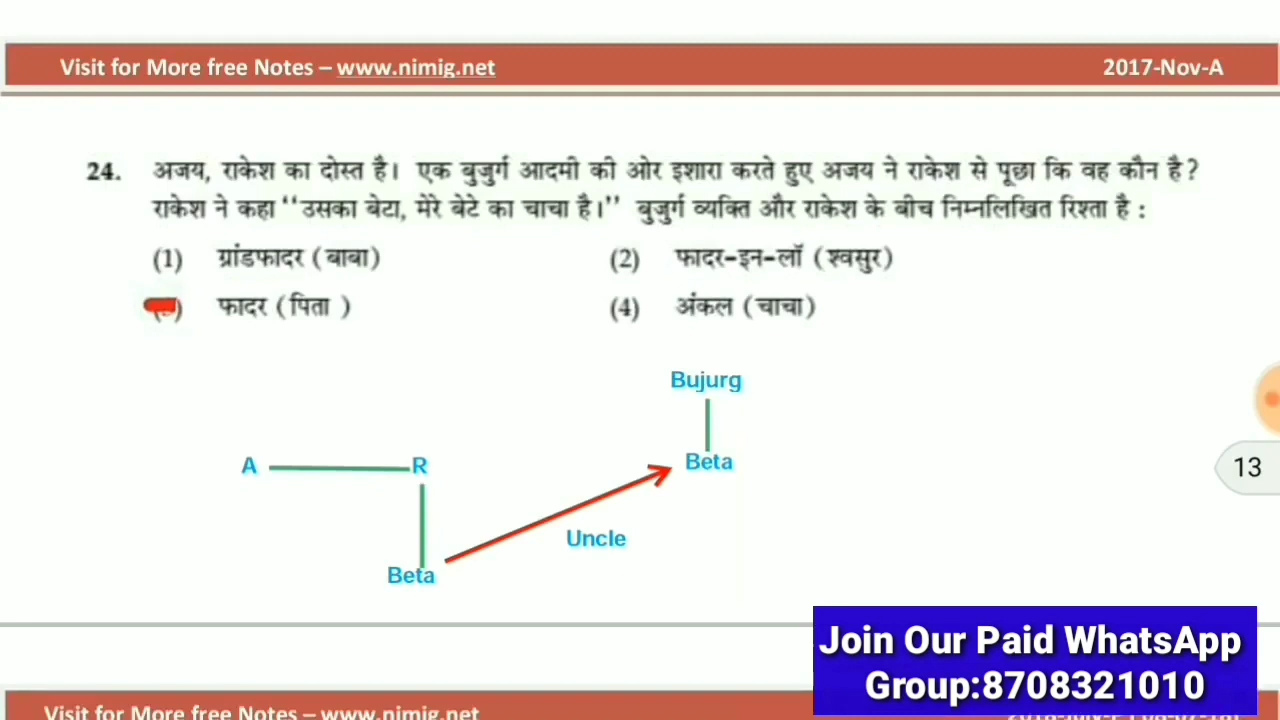 Visit for More free Notes – www.nimig.net 2017-Nov-A
24. अजय, राकेश का दोस्त है। एक बुजुर्ग आदमी की ओर इशारा करते हुए अजय ने राकेश से पूछा कि वह कौन है?
राकेश ने कहा "उसका बेटा, मेरे बेटे का चाचा है।" बुजुर्ग व्यक्ति और राकेश के बीच निम्नलिखित रिश्ता है :
(1) ग्रांडफादर (बाबा) (2) फादर-इन-लॉ (श्वसुर)
फादर (पिता ) (4) अंकल (चाचा)
Bujurg
A R Beta
13
Uncle
Beta
Join Our Paid WhatsApp
Group:8708321010
Visit for More free Notes – www.nimig.net